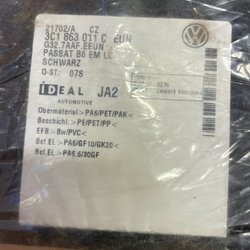 21702/A CZ
3C1 863 011 C EUN
G32.7AAF.EEUN
PASSAT B6 EM LL
SCHWARZ
Q-ST: 078
IDEAL JA2
AUTOMOTIVE
Obermaterial >PA6/PET/PAK<
Beschicht. >PE/PET/PP<
EFB >Bw/PVC<
Bef.El. >PA6/GF10/GK20<
Bef.El. >PA6.6/30GF